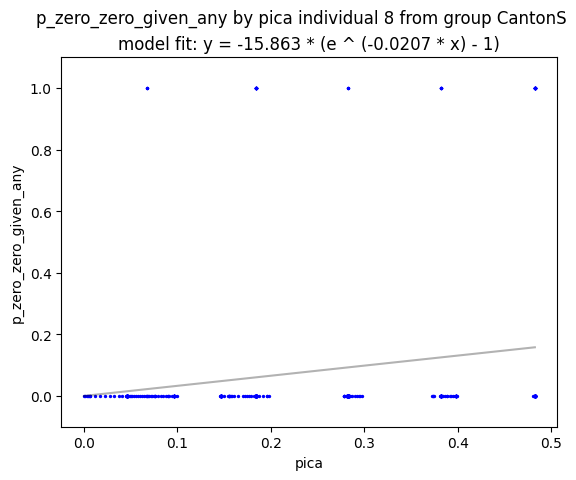 p_zero_zero_given_any by pica individual 8 from group CantonS
model fit: y = -15.863 * (e ^ (-0.0207 * x) - 1)
1.0
0.8
0.6
0.4
0.2
0.0
p_zero_zero_given_any
0.0 0.1 0.2 0.3 0.4 0.5
pica